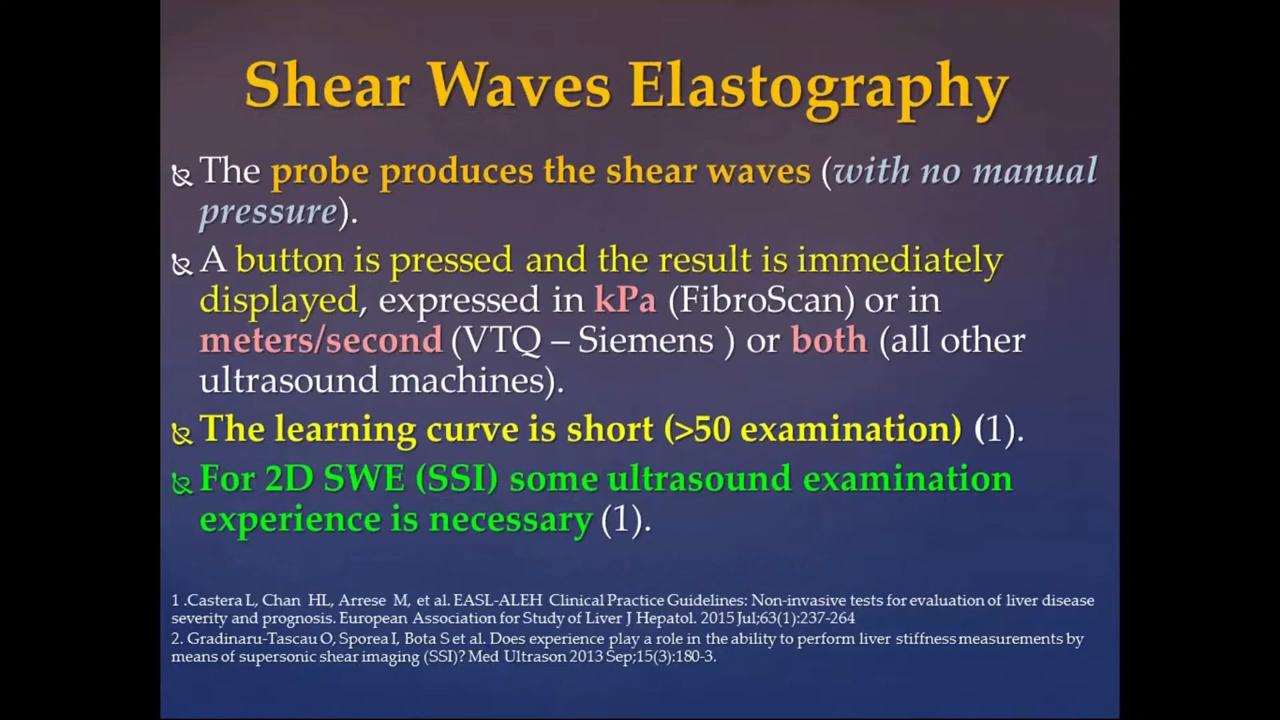 Shear Waves Elastography
The probe produces the shear waves (with no manual
pressure).
A button is pressed and the result is immediately
displayed, expressed in kPa (FibroScan) or in
meters/second (VTQ – Siemens ) or both (all other
ultrasound machines).
The learning curve is short (>50 examination) (1).
For 2D SWE (SSI) some ultrasound examination
experience is necessary (1).
1 .Castera L, Chan HL, Arrese M, et al. EASL-ALEH Clinical Practice Guidelines: Non-invasive tests for evaluation of liver disease
severity and prognosis. European Association for Study of Liver J Hepatol. 2015 Jul;63(1):237-264
2. Gradinaru-Tascau O, Sporea I, Bota S et al. Does experience play a role in the ability to perform liver stiffness measurements by
means of supersonic shear imaging (SSI)? Med Ultrason 2013 Sep;15(3):180-3.